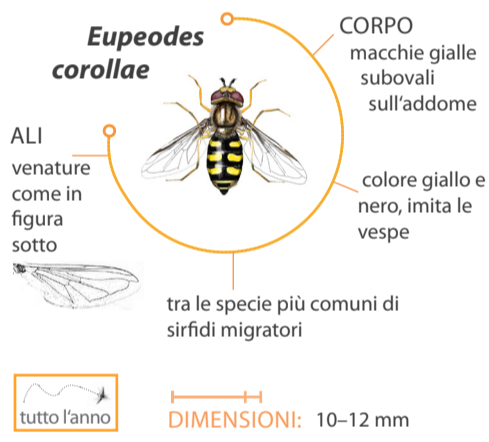 Eupeodes
corollae
CORPO
macchie gialle
subovali
sull'addome
ALI
venature
come in
figura
sotto
colore giallo e
nero, imita le
vespe
tra le specie più comuni di
sirfidi migratori
tutto l'anno
DIMENSIONI: 10–12 mm